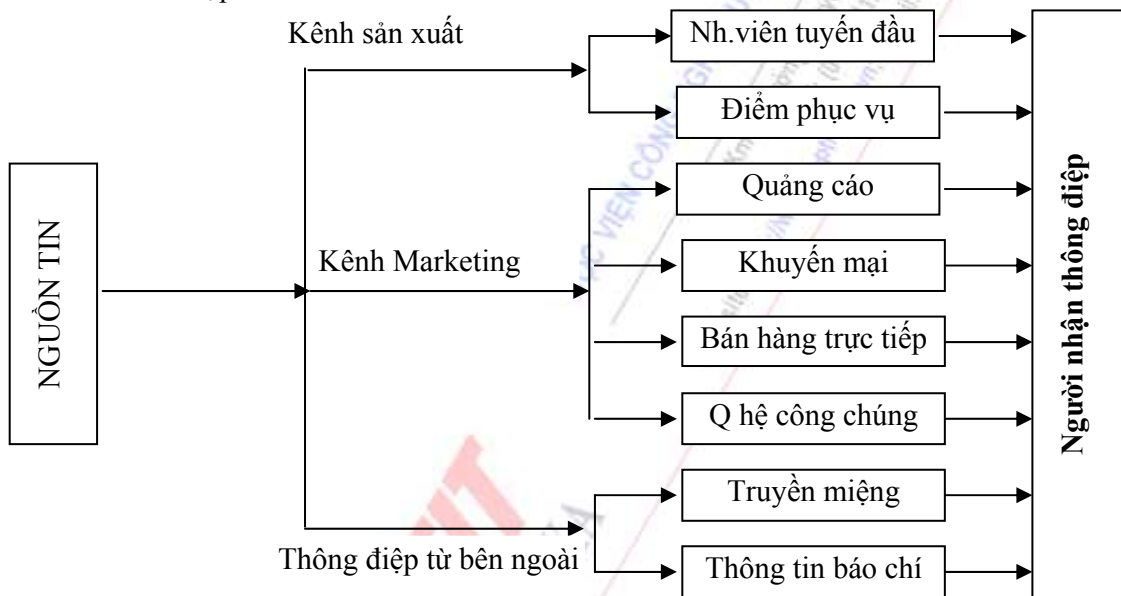 Kênh sản xuất
Nh.viên tuyến đầu
Điểm phục vụ
NGUỒN TIN
Kênh Marketing
Quảng cáo
Khuyến mại
Bán hàng trực tiếp
Q hệ công chúng
Thông điệp từ bên ngoài
Truyền miệng
Thông tin báo chí
Người nhận thông điệp